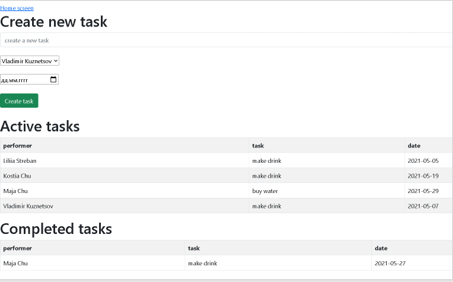 Home screen
Create new task
create a new task
Vladimir Kuznetsov
дд.мм.гггг
Create task
Active tasks
performer task date
Liliia Streban make drink 2021-05-05
Kostia Chu make drink 2021-05-19
Maja Chu buy water 2021-05-29
Vladimir Kuznetsov make drink 2021-05-07
Completed tasks
performer task date
Maja Chu make drink 2021-05-27